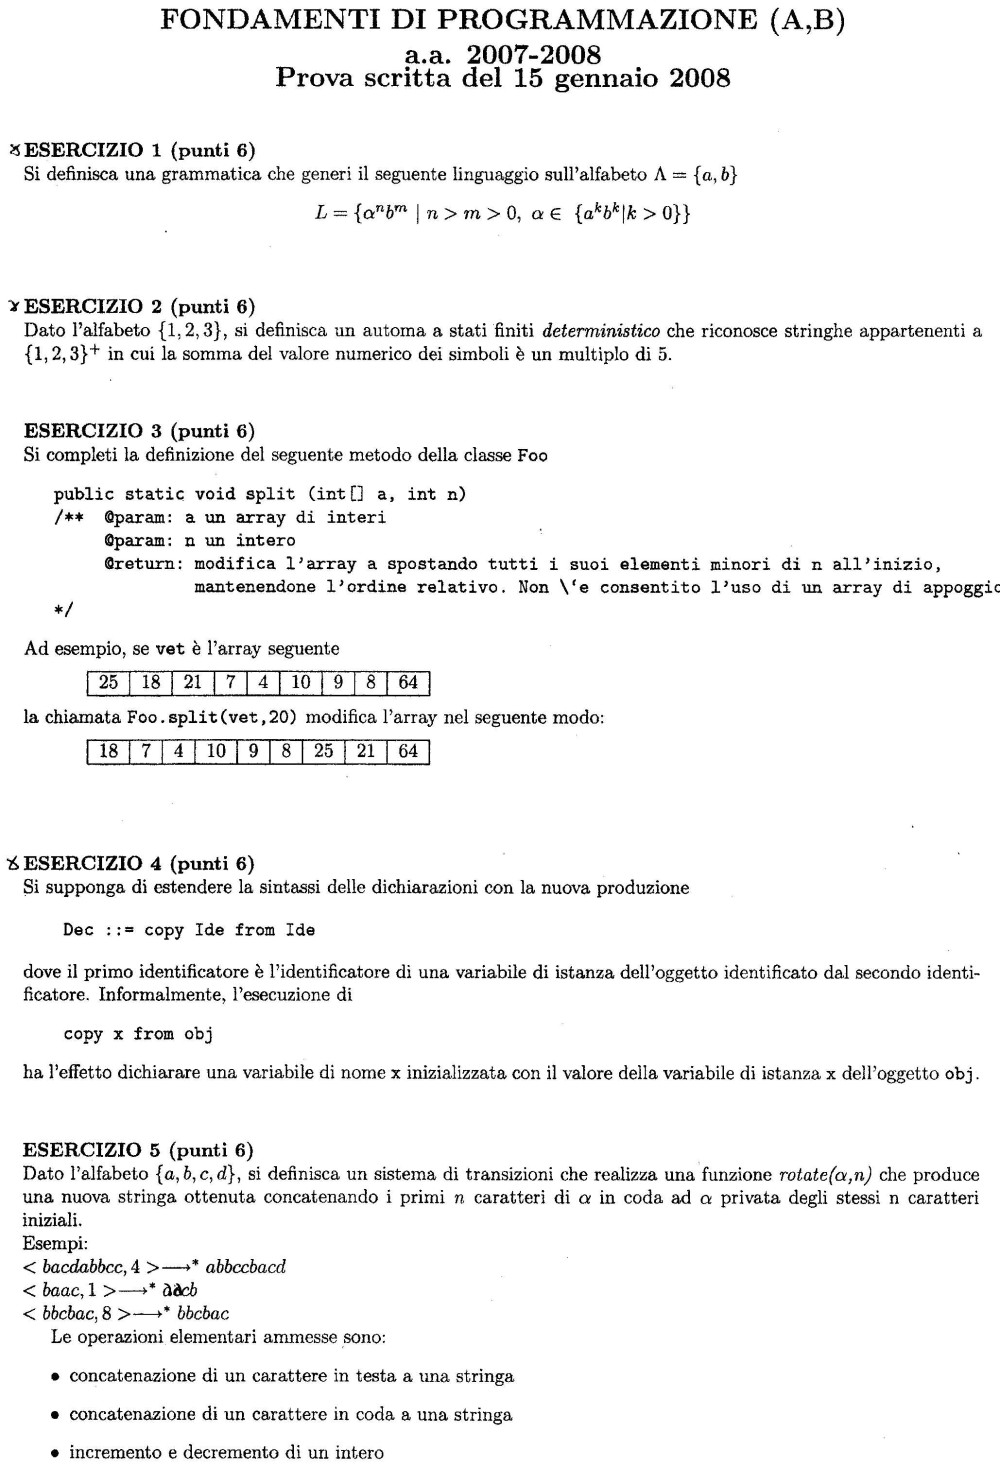 FONDAMENTI DI PROGRAMMAZIONE (A,B)
a.a. 2007-2008
Prova scritta del 15 gennaio 2008
ESERCIZIO 1 (punti 6)
Si definisca una grammatica che generi il seguente linguaggio sull'alfabeto Λ = {a, b}
L = {αⁿbᵐ | n > m > 0, α ∈ {aᵏbᵏ|k > 0}}
ESERCIZIO 2 (punti 6)
Dato l'alfabeto {1, 2, 3}, si definisca un automa a stati finiti deterministico che riconosce stringhe appartenenti a
{1, 2, 3}⁺ in cui la somma del valore numerico dei simboli è un multiplo di 5.
ESERCIZIO 3 (punti 6)
Si completi la definizione del seguente metodo della classe Foo
public static void split (int[] a, int n)
/** @param: a un array di interi
@param: n un intero
@return: modifica l'array a spostando tutti i suoi elementi minori di n all'inizio,
mantenendone l'ordine relativo. Non \'e consentito l'uso di un array di appoggio
*/
Ad esempio, se vet è l'array seguente
25 18 21 7 4 10 9 8 64
la chiamata Foo.split(vet,20) modifica l'array nel seguente modo:
18 7 4 10 9 8 25 21 64
ESERCIZIO 4 (punti 6)
Si supponga di estendere la sintassi delle dichiarazioni con la nuova produzione
Dec ::= copy Ide from Ide
dove il primo identificatore è l'identificatore di una variabile di istanza dell'oggetto identificato dal secondo identi-
ficatore. Informalmente, l'esecuzione di
copy x from obj
ha l'effetto dichiarare una variabile di nome x inizializzata con il valore della variabile di istanza x dell'oggetto obj.
ESERCIZIO 5 (punti 6)
Dato l'alfabeto {a, b, c, d}, si definisca un sistema di transizioni che realizza una funzione rotate(α,n) che produce
una nuova stringa ottenuta concatenando i primi n caratteri di α in coda ad α privata degli stessi n caratteri
iniziali.
Esempi:
< bacdabbcc, 4 >⟶* abbccbacd
< baac, 1 >⟶* aacb
< bbcbac, 8 >⟶* bbcbac
Le operazioni elementari ammesse sono:
• concatenazione di un carattere in testa a una stringa
• concatenazione di un carattere in coda a una stringa
• incremento e decremento di un intero